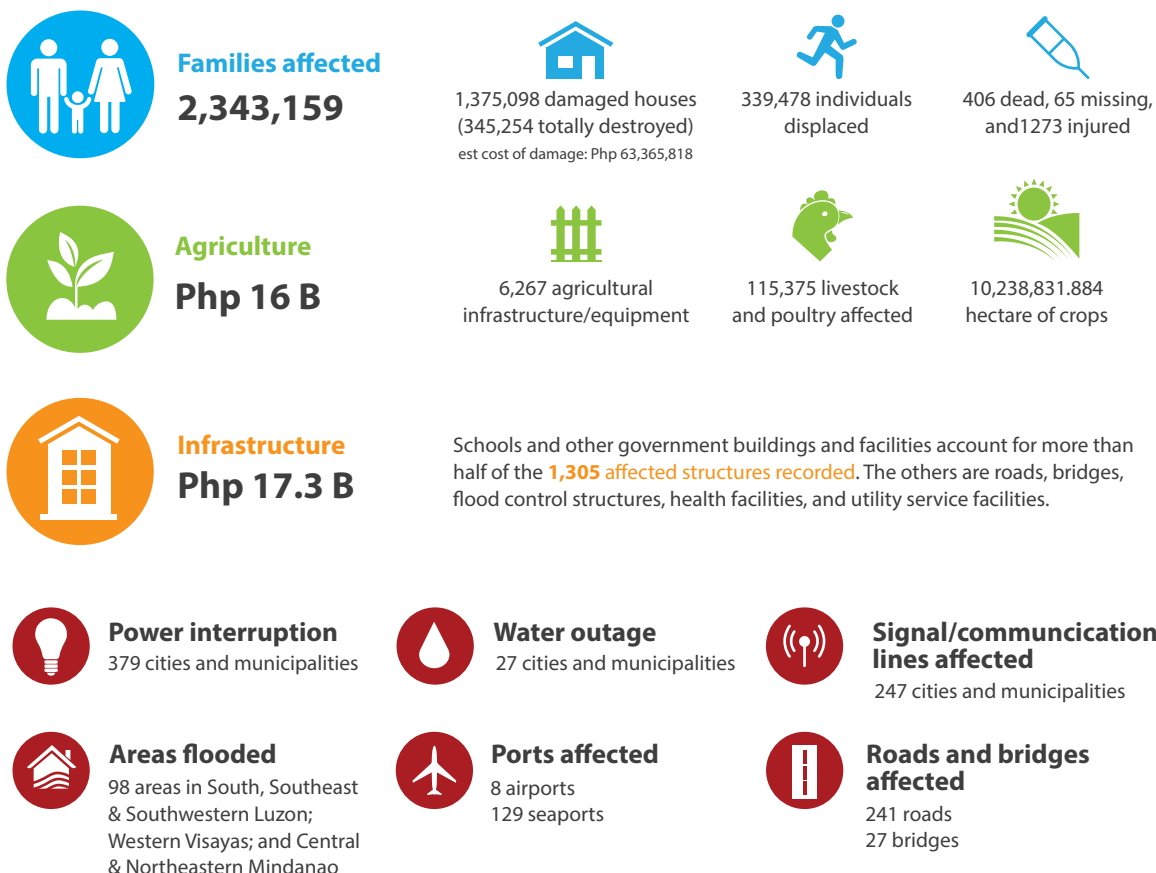 Families affected
2,343,159
1,375,098 damaged houses
(345,254 totally destroyed)
est cost of damage: Php 63,365,818
339,478 individuals
displaced
406 dead, 65 missing,
and1273 injured
Agriculture
Php 16 B
6,267 agricultural
infrastructure/equipment
115,375 livestock
and poultry affected
10,238,831.884
hectare of crops
Infrastructure
Php 17.3 B
Schools and other government buildings and facilities account for more than
half of the 1,305 affected structures recorded. The others are roads, bridges,
flood control structures, health facilities, and utility service facilities.
Power interruption
379 cities and municipalities
Water outage
27 cities and municipalities
Signal/communcication
lines affected
247 cities and municipalities
Areas flooded
98 areas in South, Southeast
& Southwestern Luzon;
Western Visayas; and Central
& Northeastern Mindanao
Ports affected
8 airports
129 seaports
Roads and bridges
affected
241 roads
27 bridges